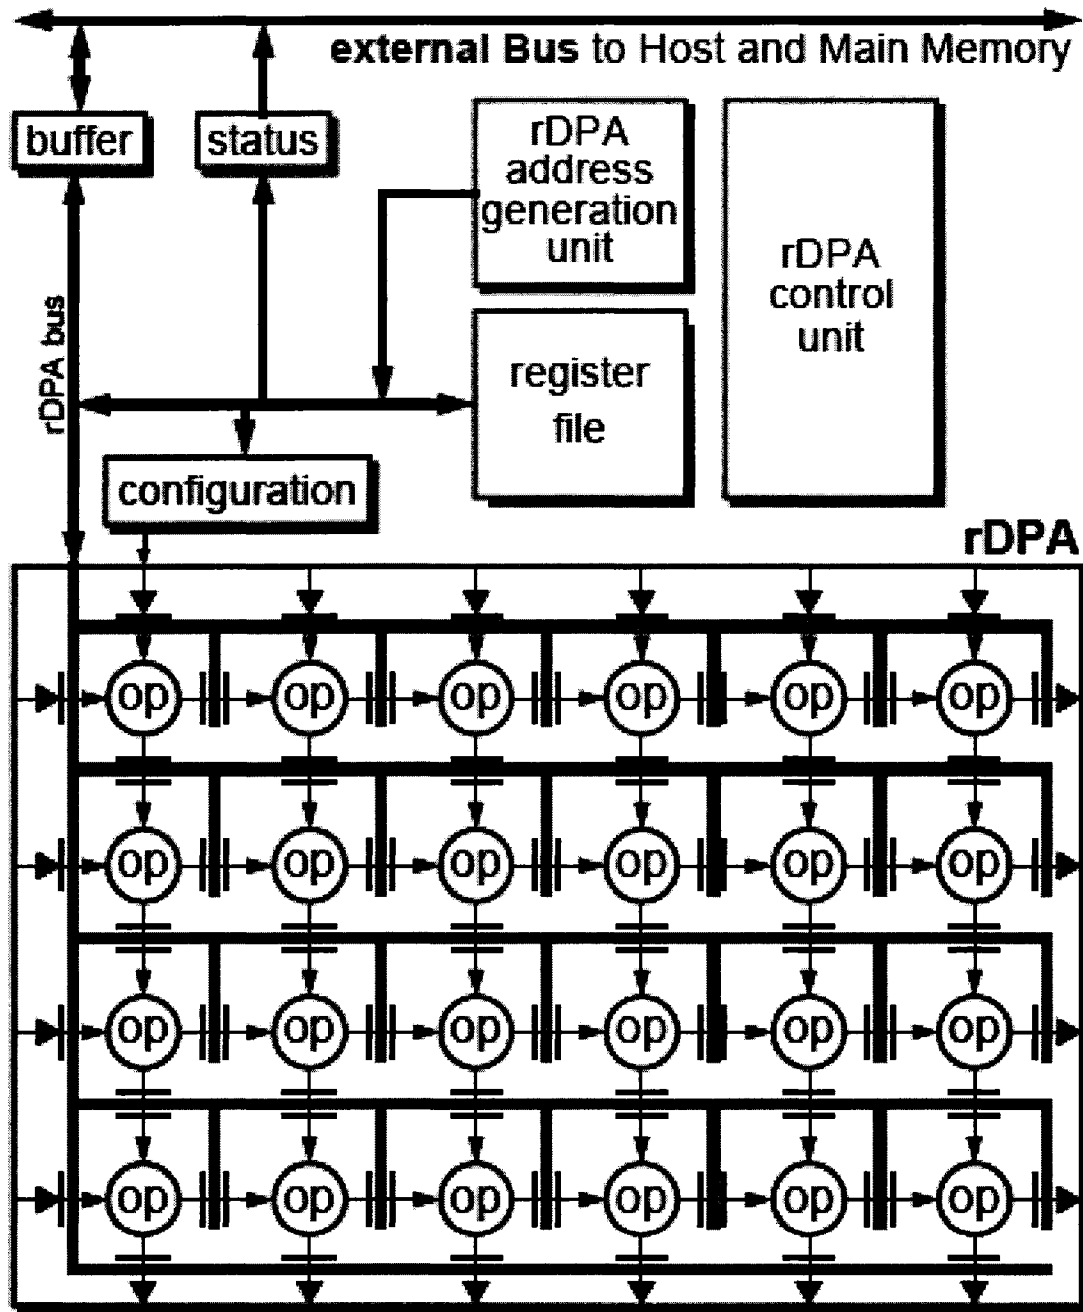 external Bus to Host and Main Memory
buffer
status
rDPA
address
generation
unit
rDPA
control
unit
rDPA bus
register
file
configuration
rDPA
op op op op op op
op op op op op op
op op op op op op
op op op op op op